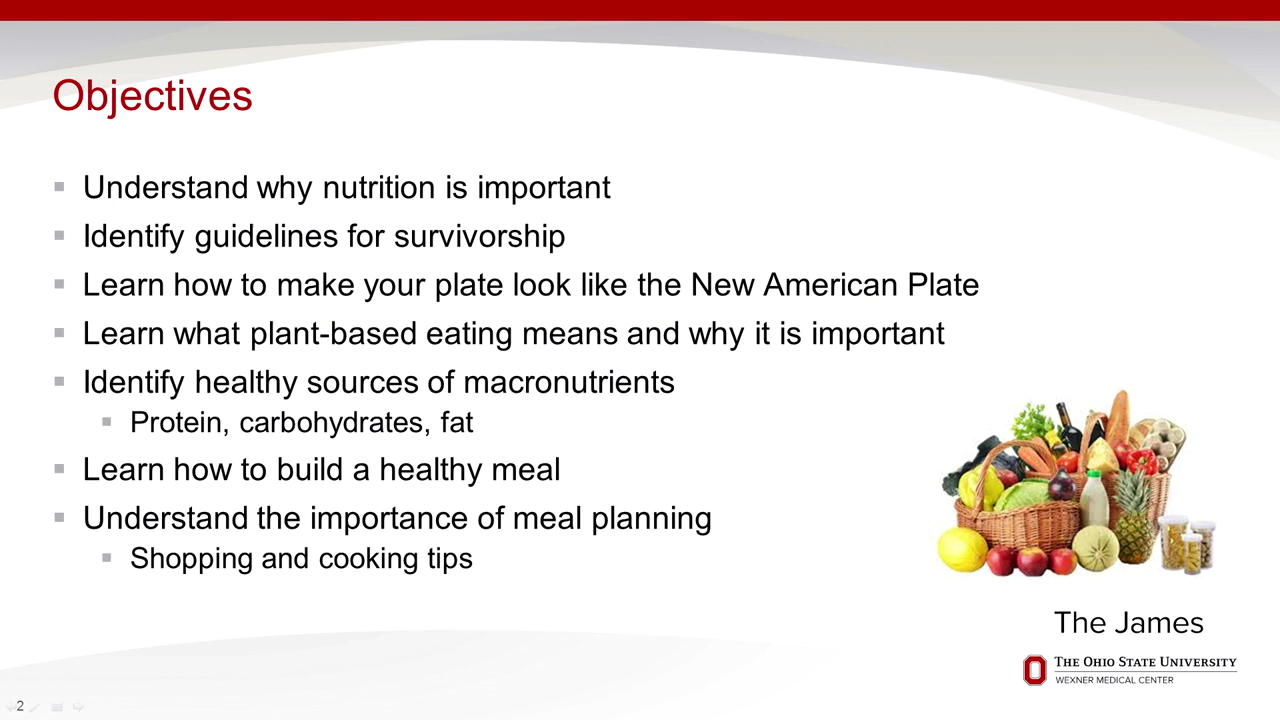 Objectives
Understand why nutrition is important
Identify guidelines for survivorship
Learn how to make your plate look like the New American Plate
Learn what plant-based eating means and why it is important
Identify healthy sources of macronutrients
Protein, carbohydrates, fat
Learn how to build a healthy meal
Understand the importance of meal planning
Shopping and cooking tips
The James
The Ohio State University
WEXNER MEDICAL CENTER
2